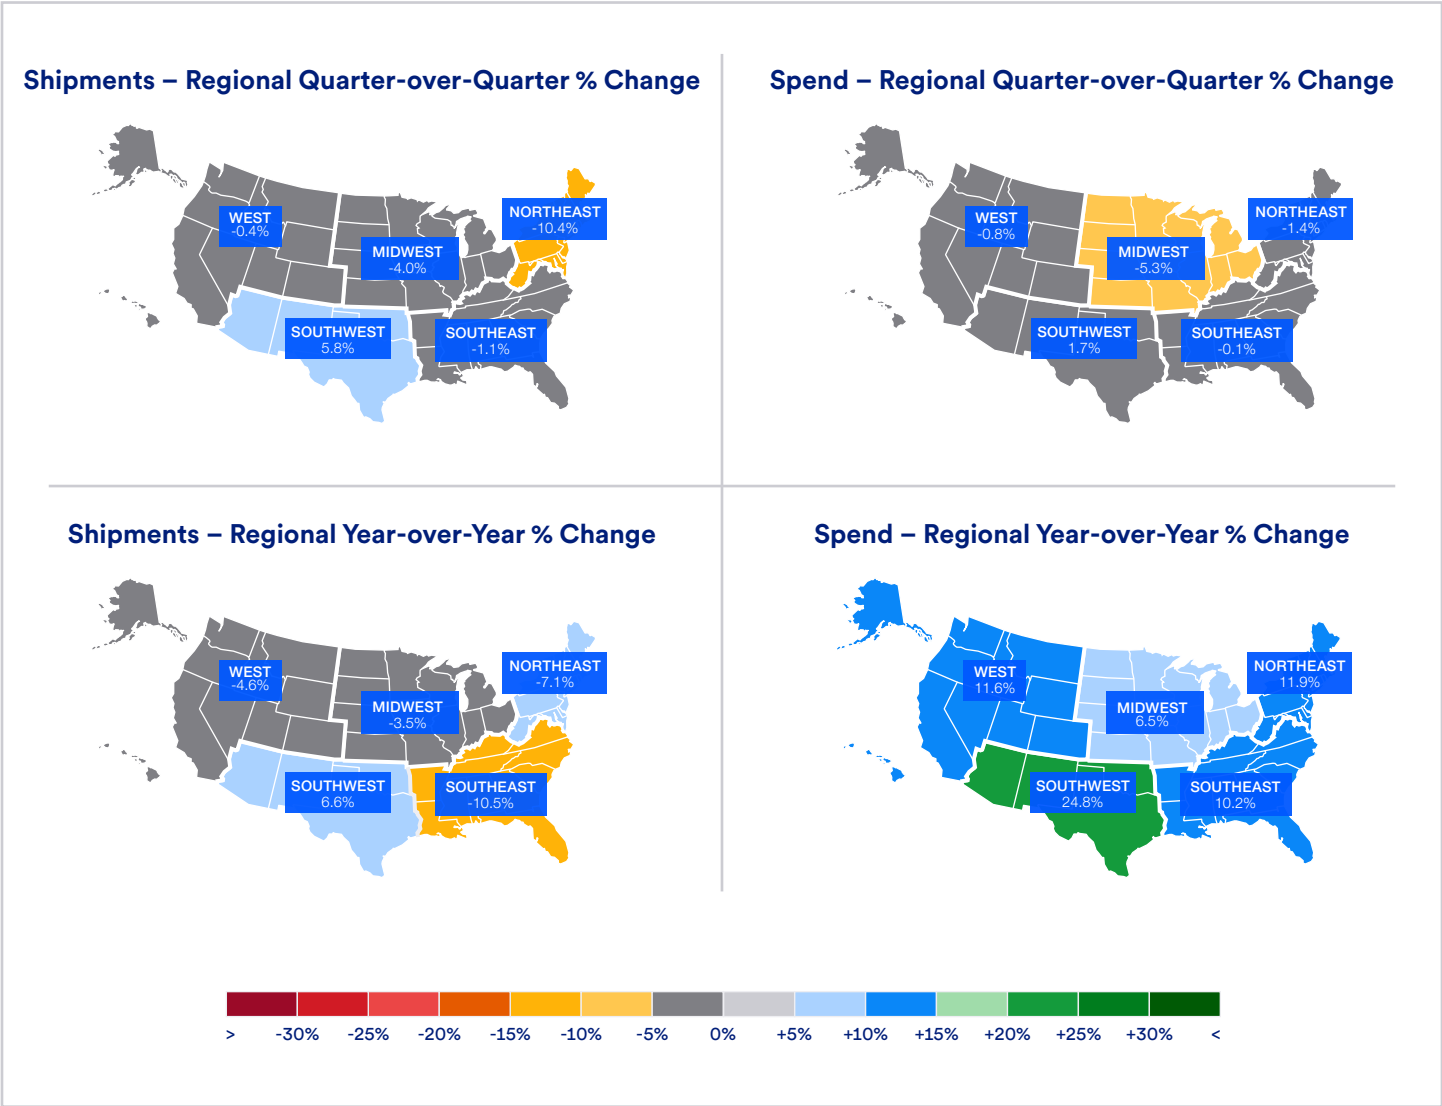 Shipments – Regional Quarter-over-Quarter % Change
WEST
-0.4%
MIDWEST
-4.0%
NORTHEAST
-10.4%
SOUTHWEST
5.8%
SOUTHEAST
-1.1%
Spend – Regional Quarter-over-Quarter % Change
WEST
-0.8%
MIDWEST
-5.3%
NORTHEAST
-1.4%
SOUTHWEST
1.7%
SOUTHEAST
-0.1%
Shipments – Regional Year-over-Year % Change
WEST
-4.6%
MIDWEST
-3.5%
NORTHEAST
-7.1%
SOUTHWEST
6.6%
SOUTHEAST
-10.5%
Spend – Regional Year-over-Year % Change
WEST
11.6%
MIDWEST
6.5%
NORTHEAST
11.9%
SOUTHWEST
24.8%
SOUTHEAST
10.2%
> -30% -25% -20% -15% -10% -5% 0% +5% +10% +15% +20% +25% +30% <